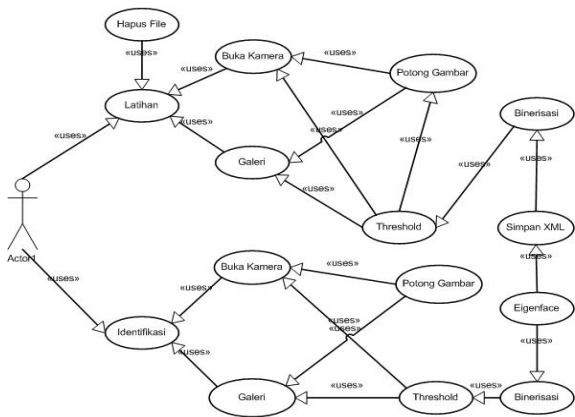 Hapus File
«uses»
Buka Kamera
«uses»
Potong Gambar
«uses»
Latihan
Binerisasi
«uses»
«uses»
«uses»
«uses»
«uses»
«uses»
Galeri
«uses»
«uses»
Threshold
Simpan XML
Actor1
«uses»
«uses»
Buka Kamera
«uses»
Potong Gambar
«uses»
Eigenface
«uses»
«uses»
Identifikasi
«uses»
«uses»
Galeri
«uses»
Threshold
«uses»
Binerisasi